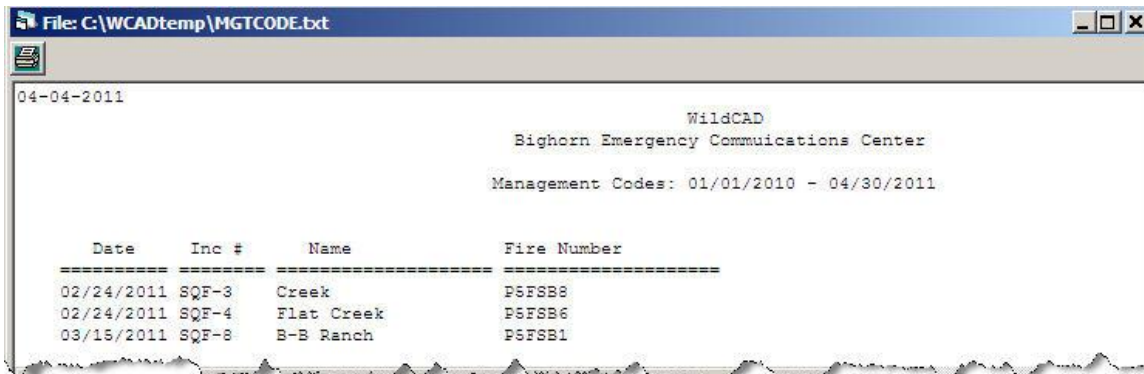 File: C:\WCADtemp\MGTCODE.txt
04-04-2011
WildCAD
Bighorn Emergency Commuications Center
Management Codes: 01/01/2010 - 04/30/2011
Date Inc # Name Fire Number
========== ======== ==================== ====================
02/24/2011 SQF-3 Creek P5FSB8
02/24/2011 SQF-4 Flat Creek P5FSB6
03/15/2011 SQF-8 B-B Ranch P5FSB1